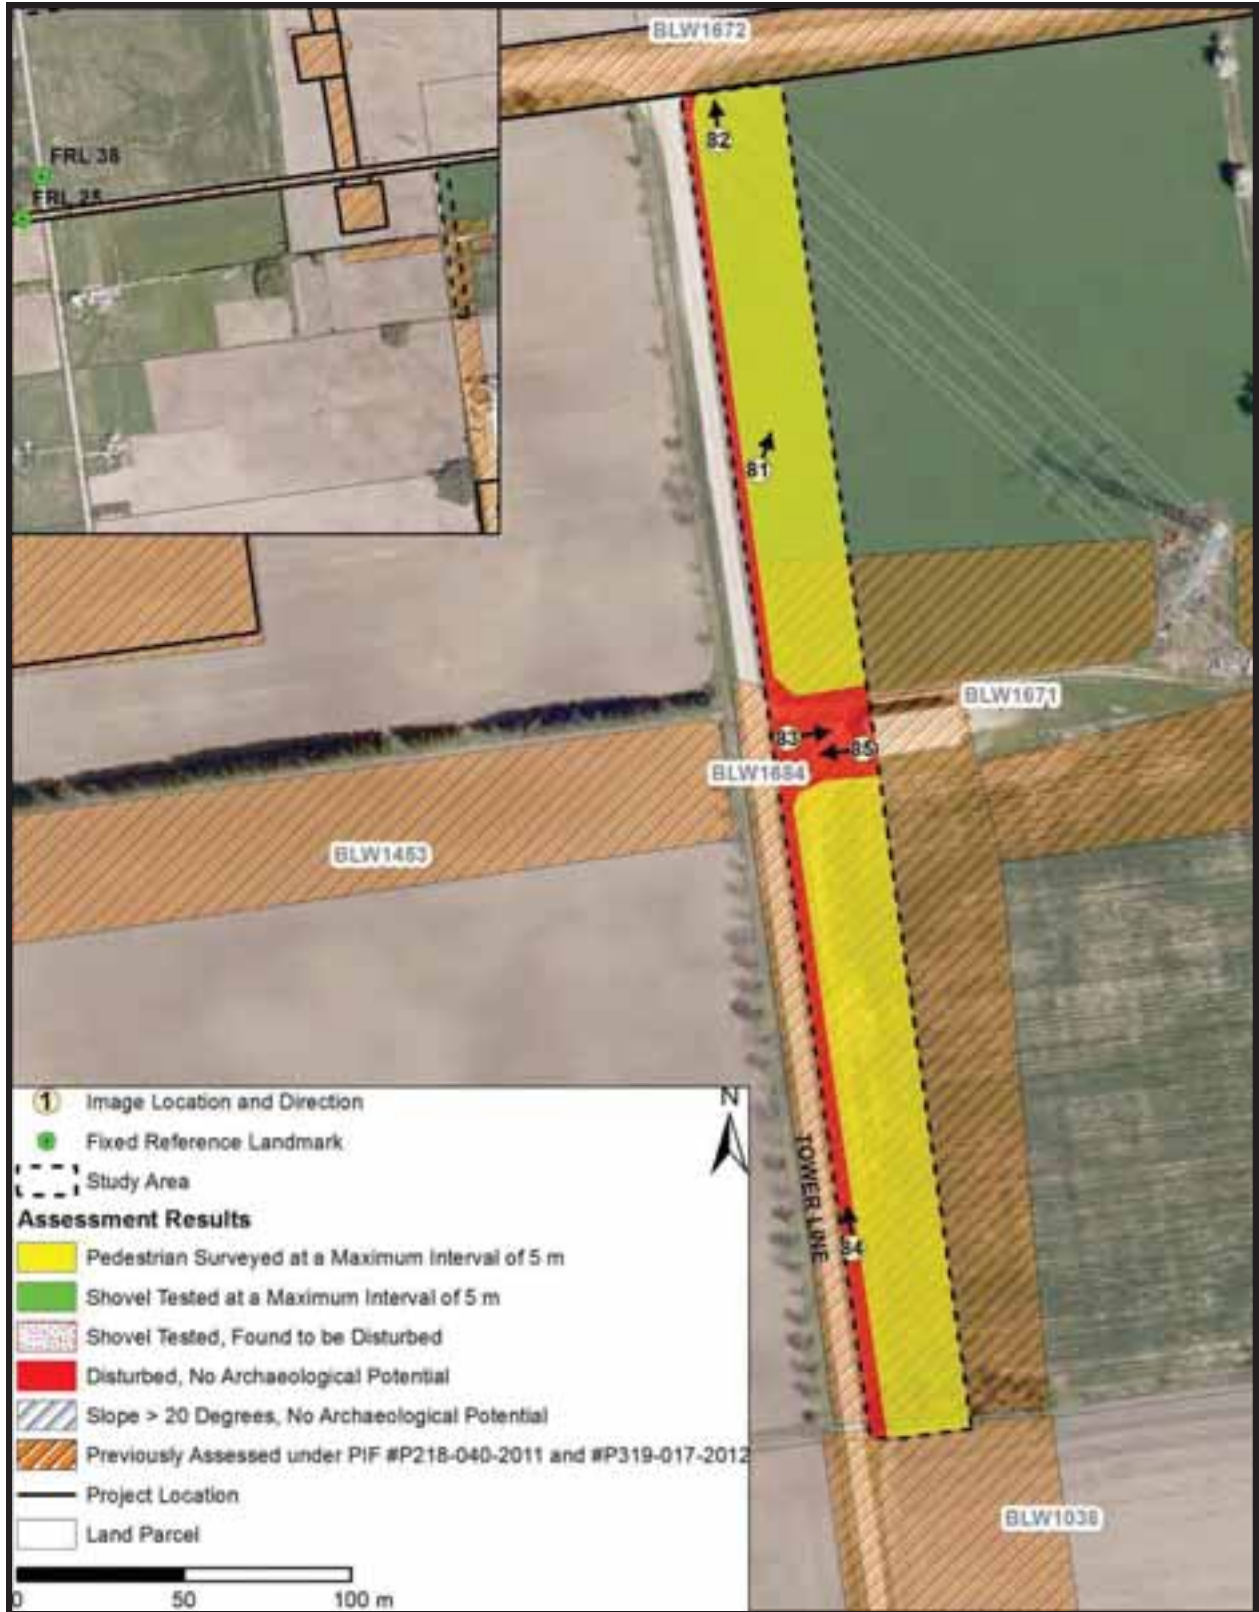 BLW1672
FRL 38
FRL 25
82
81
BLW1671
83
85
BLW1684
BLW1453
TOWER LINE
84
BLW1038
N
1 Image Location and Direction
Fixed Reference Landmark
Study Area
Assessment Results
Pedestrian Surveyed at a Maximum Interval of 5 m
Shovel Tested at a Maximum Interval of 5 m
Shovel Tested, Found to be Disturbed
Disturbed, No Archaeological Potential
Slope > 20 Degrees, No Archaeological Potential
Previously Assessed under PIF #P218-040-2011 and #P319-017-2012
Project Location
Land Parcel
0 50 100 m